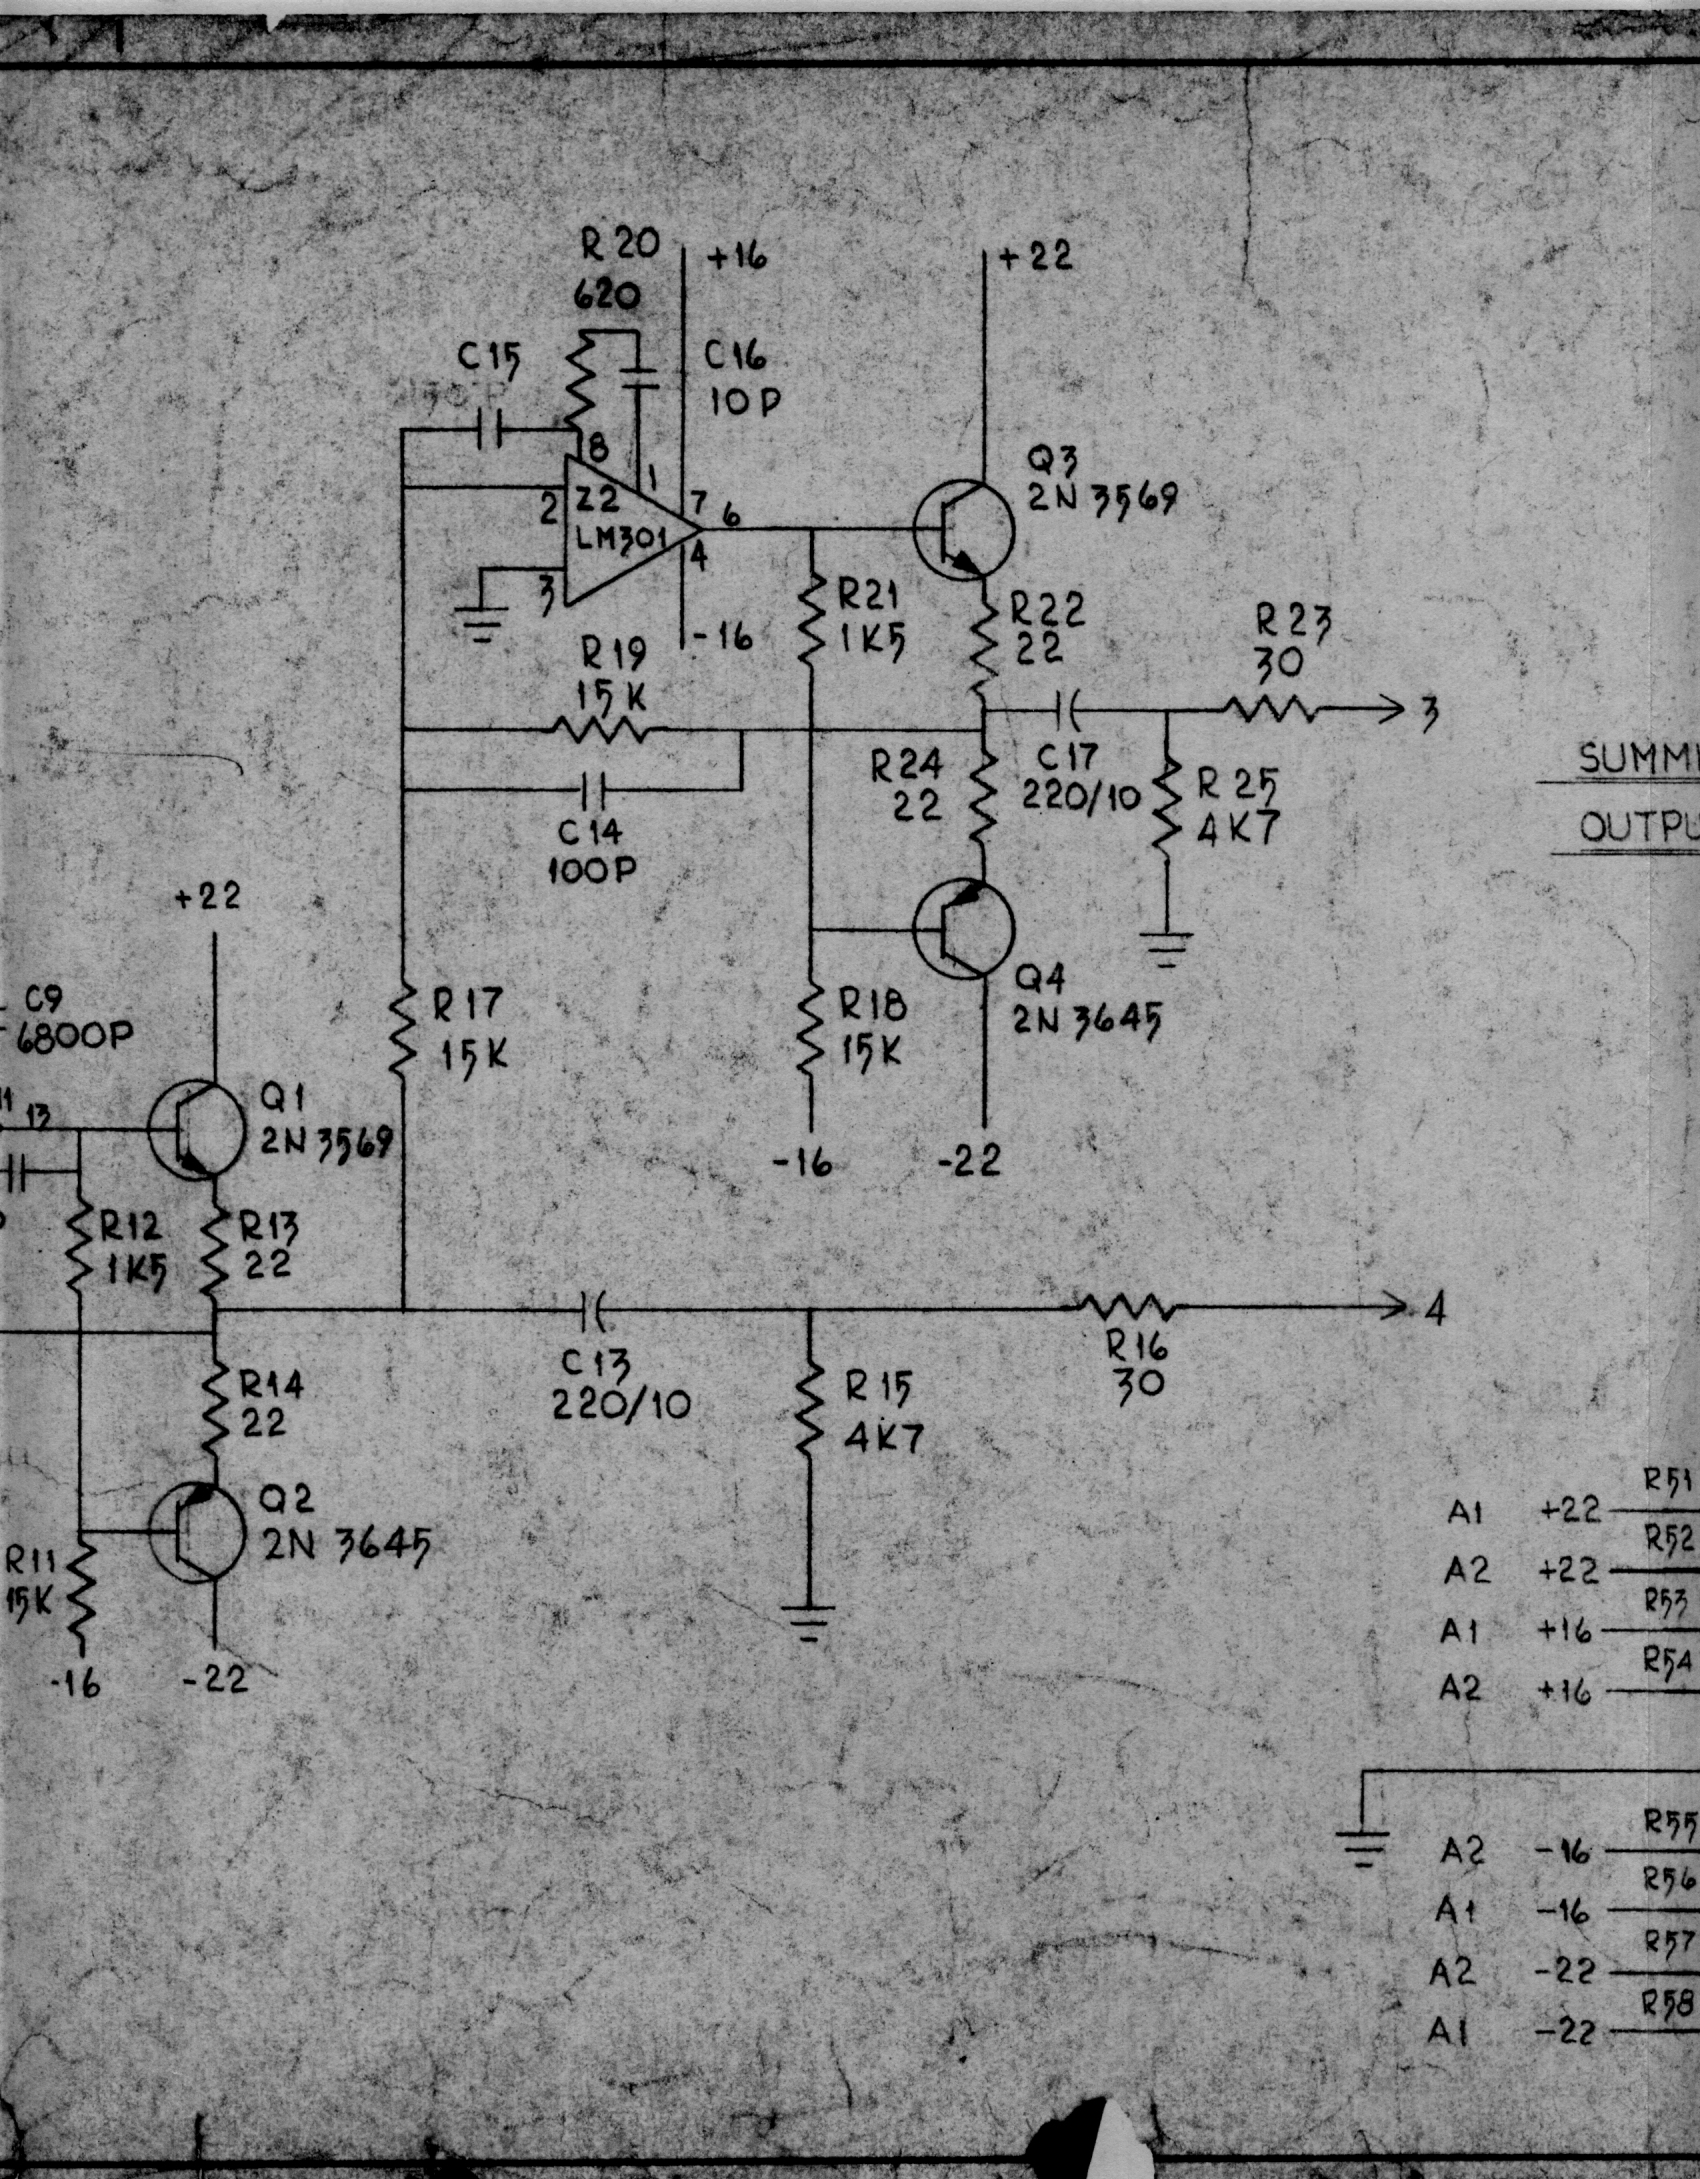 R 20
620
+16
+22
C15
C16
10P
8
1
2
Z2
LM301
7
6
4
3
Q3
2N 3569
-16
R21
1K5
R22
22
R 23
30
3
R19
15K
R24
22
C17
220/10
R 25
4K7
SUMMI
OUTPU
C14
100P
+22
C9
6800P
R17
15K
R18
15K
Q4
2N 3645
13
Q1
2N 3569
-16
-22
R12
1K5
R13
22
4
C13
220/10
R16
30
R14
22
R 15
4K7
Q2
2N 3645
R11
15K
-16
-22
R51
A1 +22
R52
A2 +22
R53
A1 +16
R54
A2 +16
R55
A2 -16
R56
A1 -16
R57
A2 -22
R58
A1 -22